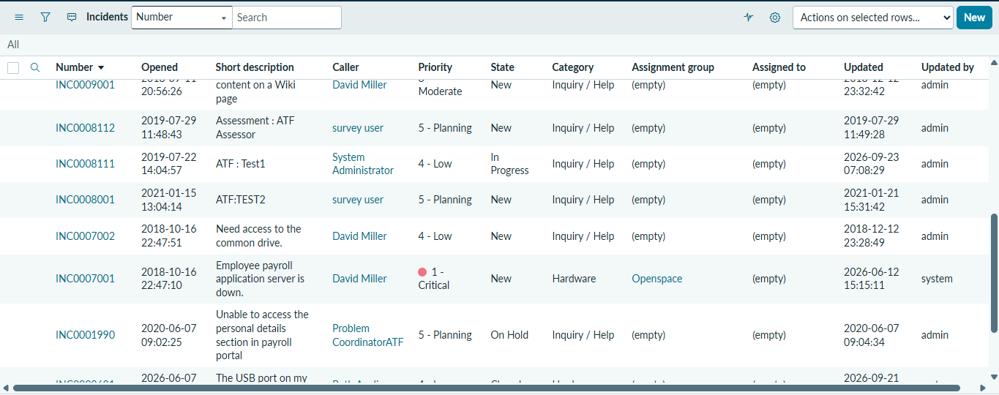 Incidents Number Search Actions on selected rows... New
All
Number Opened Short description Caller Priority State Category Assignment group Assigned to Updated Updated by
INC0009001 20:56:26 content on a Wiki page David Miller Moderate New Inquiry / Help (empty) (empty) 23:32:42 admin
INC0008112 2019-07-29 11:48:43 Assessment : ATF Assessor survey user 5 - Planning New Inquiry / Help (empty) (empty) 2019-07-29 11:49:28 admin
INC0008111 2019-07-22 14:04:57 ATF : Test1 System Administrator 4 - Low In Progress Inquiry / Help (empty) (empty) 2026-09-23 07:08:29 admin
INC0008001 2021-01-15 13:04:14 ATF:TEST2 survey user 5 - Planning New Inquiry / Help (empty) (empty) 2021-01-21 15:31:42 admin
INC0007002 2018-10-16 22:47:51 Need access to the common drive. David Miller 4 - Low New Inquiry / Help (empty) (empty) 2018-12-12 23:28:49 admin
INC0007001 2018-10-16 22:47:10 Employee payroll application server is down. David Miller 1 - Critical New Hardware Openspace (empty) 2026-06-12 15:15:11 system
INC0001990 2020-06-07 09:02:25 Unable to access the personal details section in payroll portal Problem CoordinatorATF 5 - Planning On Hold Inquiry / Help (empty) (empty) 2020-06-07 09:04:34 admin
2026-06-07 The USB port on my 2026-09-21